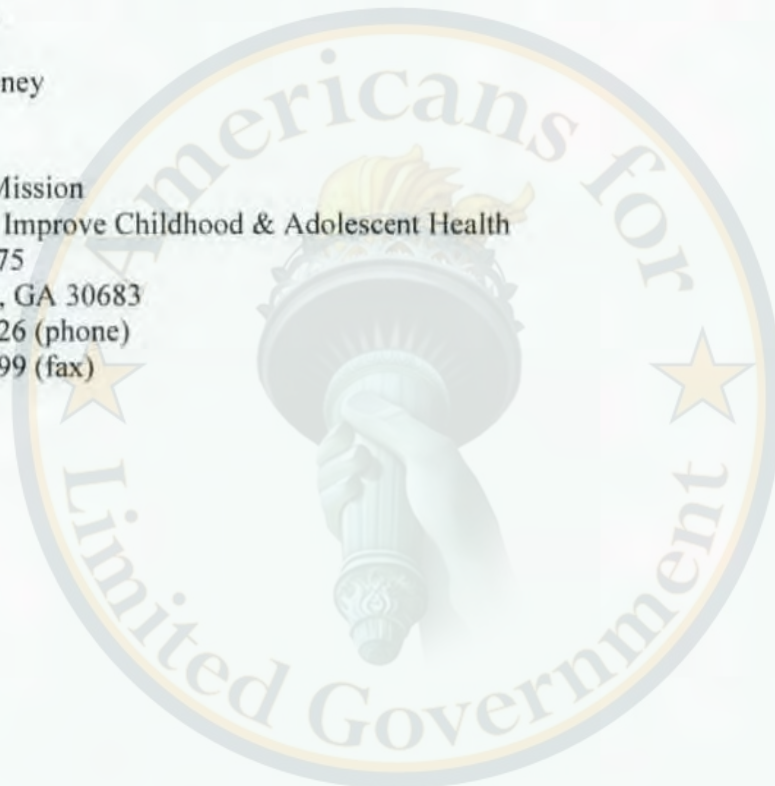 ney
Mission
Improve Childhood & Adolescent Health
75
, GA 30683
26 (phone)
99 (fax)
Americans for
Limited Government